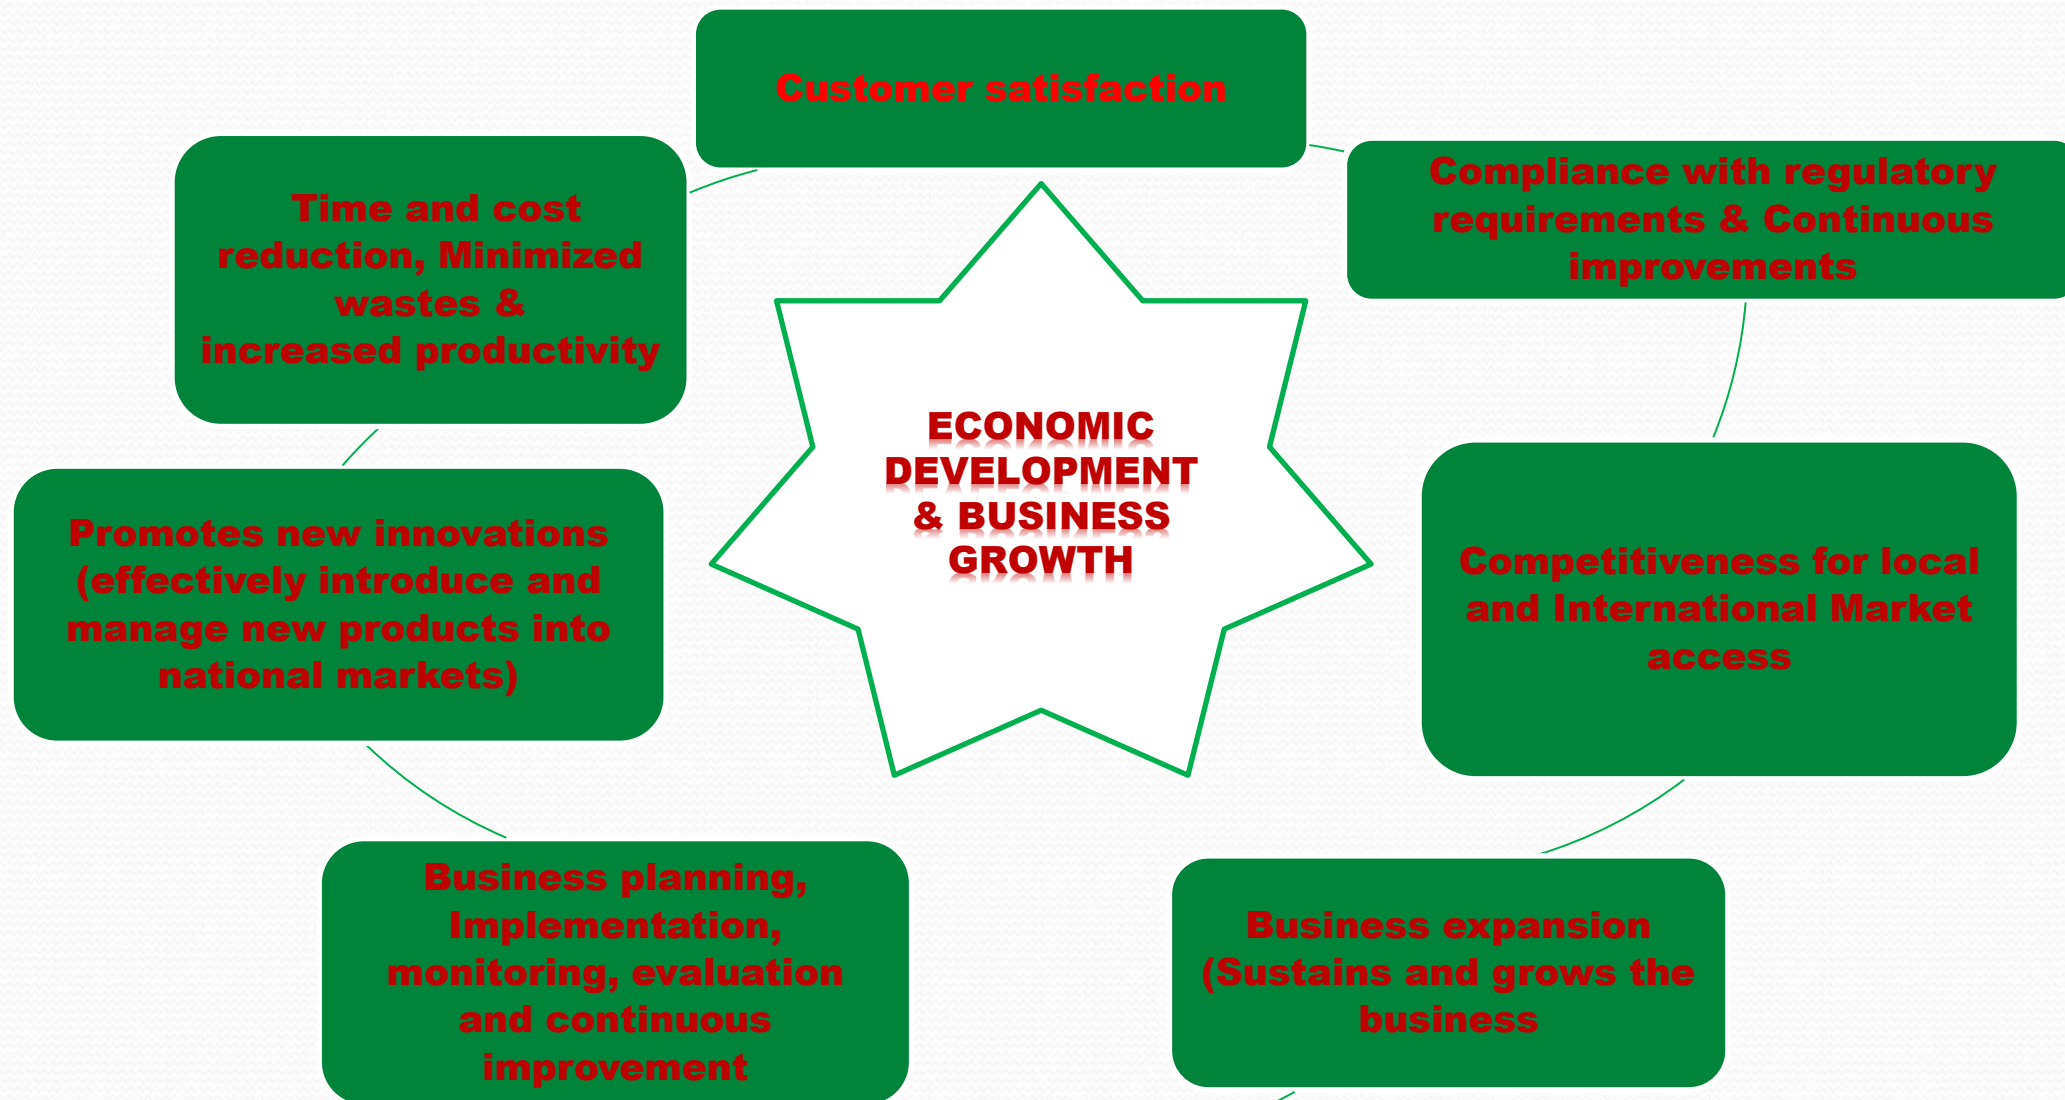 Customer satisfaction
Compliance with regulatory
requirements & Continuous
improvements
Competitiveness for local
and International Market
access
Business expansion
(Sustains and grows the
business
Business planning,
Implementation,
monitoring, evaluation
and continuous
improvement
Promotes new innovations
(effectively introduce and
manage new products into
national markets)
Time and cost
reduction, Minimized
wastes &
increased productivity
ECONOMIC
DEVELOPMENT
& BUSINESS
GROWTH